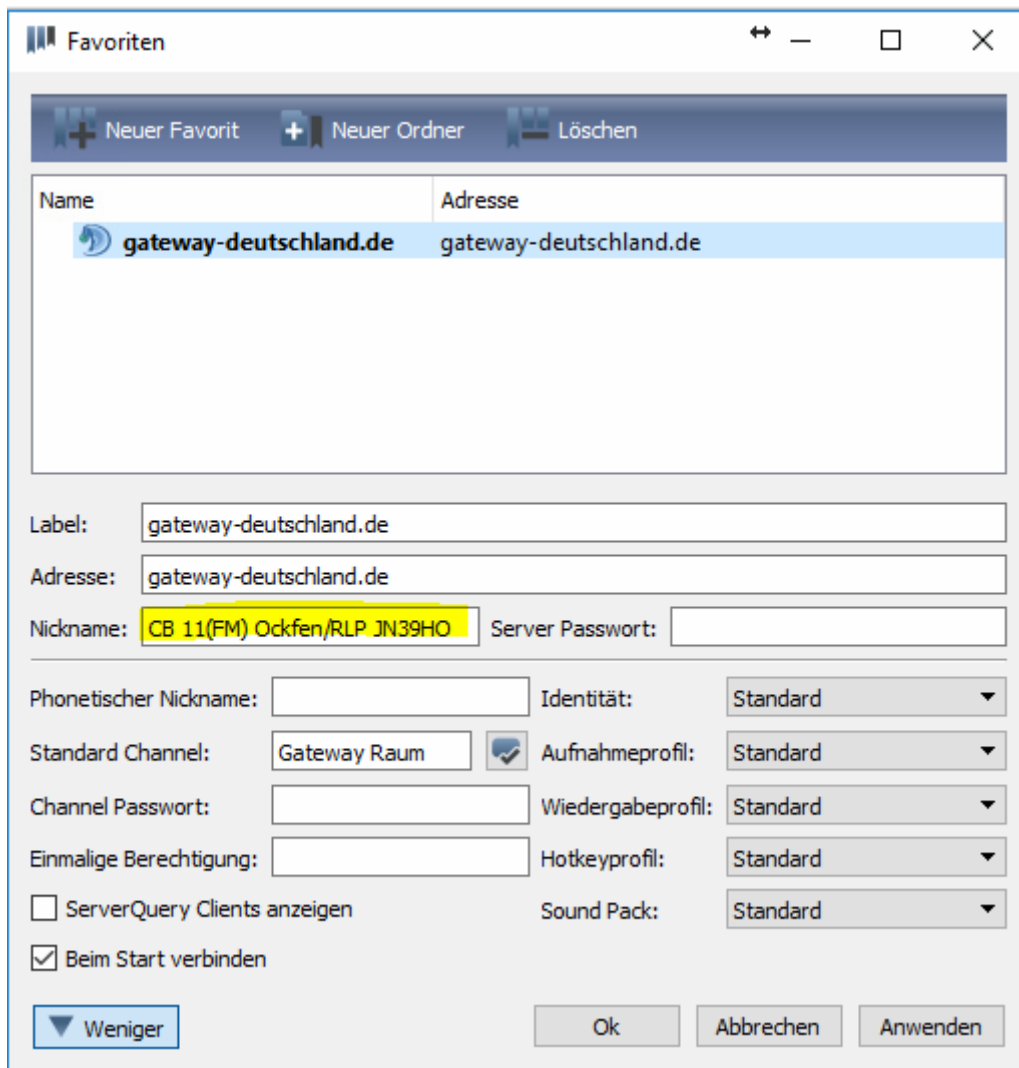 Favoriten
Neuer Favorit Neuer Ordner Löschen
Name Adresse
gateway-deutschland.de gateway-deutschland.de
Label: gateway-deutschland.de
Adresse: gateway-deutschland.de
Nickname: CB 11(FM) Ockfen/RLP JN39HO Server Passwort:
Phonetischer Nickname: Identität: Standard
Standard Channel: Gateway Raum Aufnahmeprofil: Standard
Channel Passwort: Wiedergabeprofil: Standard
Einmalige Berechtigung: Hotkeyprofil: Standard
ServerQuery Clients anzeigen Sound Pack: Standard
Beim Start verbinden
Weniger Ok Abbrechen Anwenden